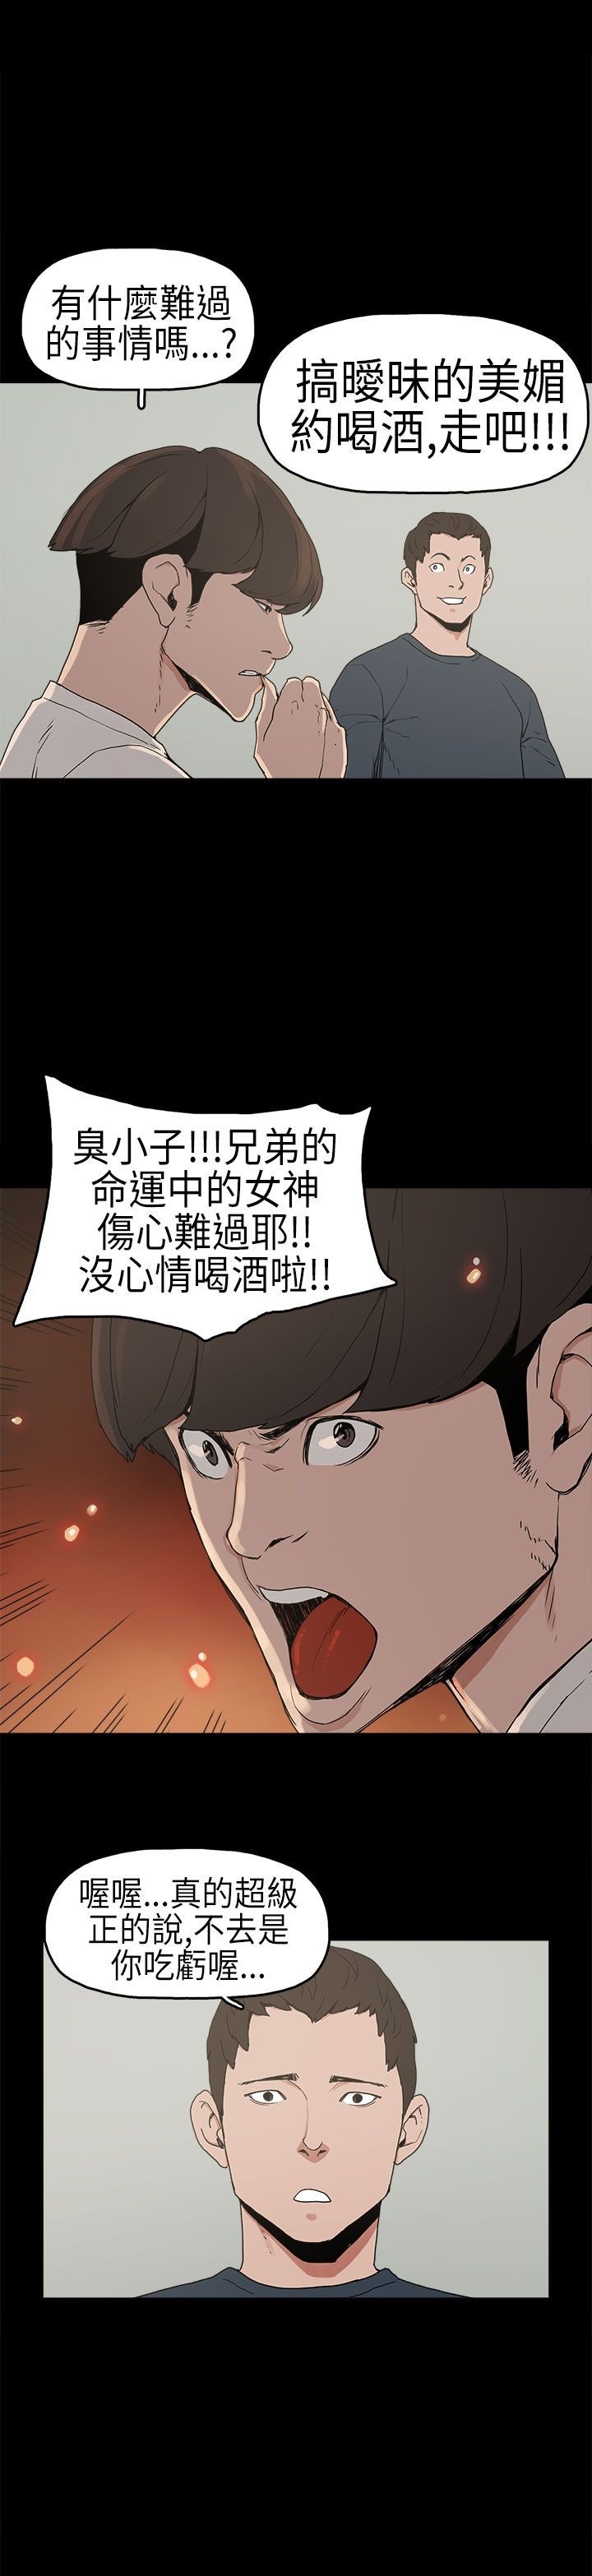 有什麼難過
的事情嗎...?
搞曖昧的美媚
約喝酒,走吧!!!
臭小子!!!兄弟的
命運中的女神
傷心難過耶!!
沒心情喝酒啦!!
喔喔...真的超級
正的說,不去是
你吃虧喔...